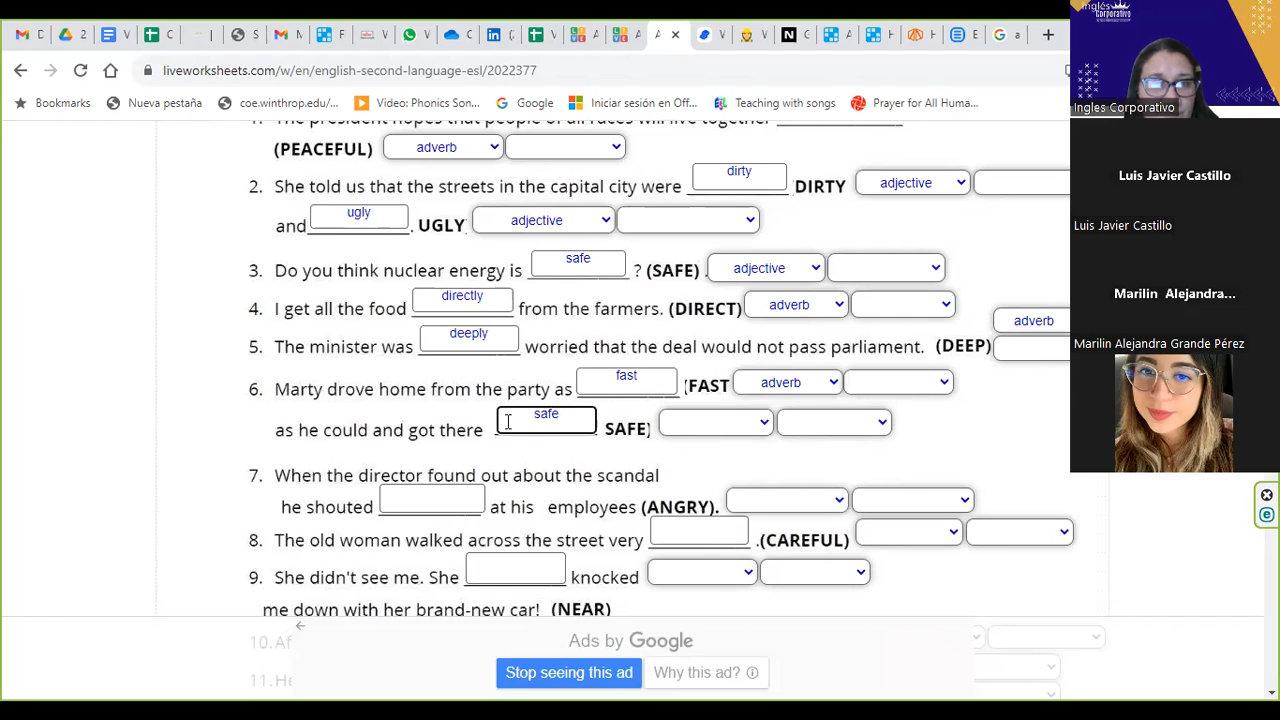 liveworksheets.com/w/en/english-second-language-esl/2022377
Bookmarks Nueva pestaña coe.winthrop.edu/... Video: Phonics Son... Google Iniciar sesión en Off... Teaching with songs Prayer for All Huma...
1. The president hopes that people of all races will live together
(PEACEFUL) adverb
2. She told us that the streets in the capital city were dirty DIRTY adjective
and ugly . UGLY adjective
3. Do you think nuclear energy is safe ? (SAFE) . adjective
4. I get all the food directly from the farmers. (DIRECT) adverb
5. The minister was deeply worried that the deal would not pass parliament. (DEEP) adverb
6. Marty drove home from the party as fast (FAST adverb
as he could and got there safe SAFE)
7. When the director found out about the scandal
he shouted at his employees (ANGRY).
8. The old woman walked across the street very .(CAREFUL)
9. She didn't see me. She knocked
me down with her brand-new car! (NEAR)
10. Af
11. He
Ads by Google
Stop seeing this ad Why this ad?
Inglés
Corporativo
Ingles Corporativo
Luis Javier Castillo
Luis Javier Castillo
Marilin Alejandra...
Marilin Alejandra Grande Pérez